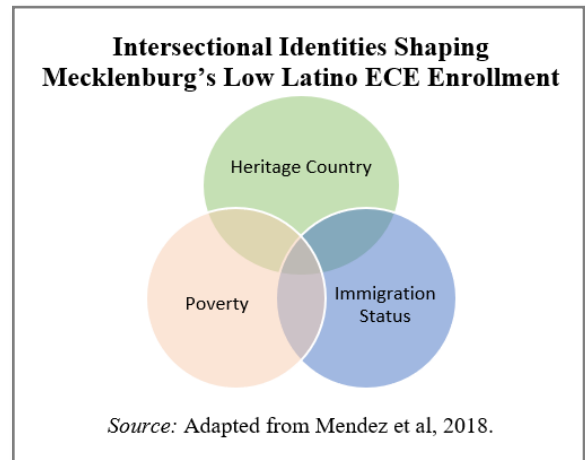 Intersectional Identities Shaping
Mecklenburg's Low Latino ECE Enrollment
Heritage Country
Poverty
Immigration
Status
Source: Adapted from Mendez et al, 2018.